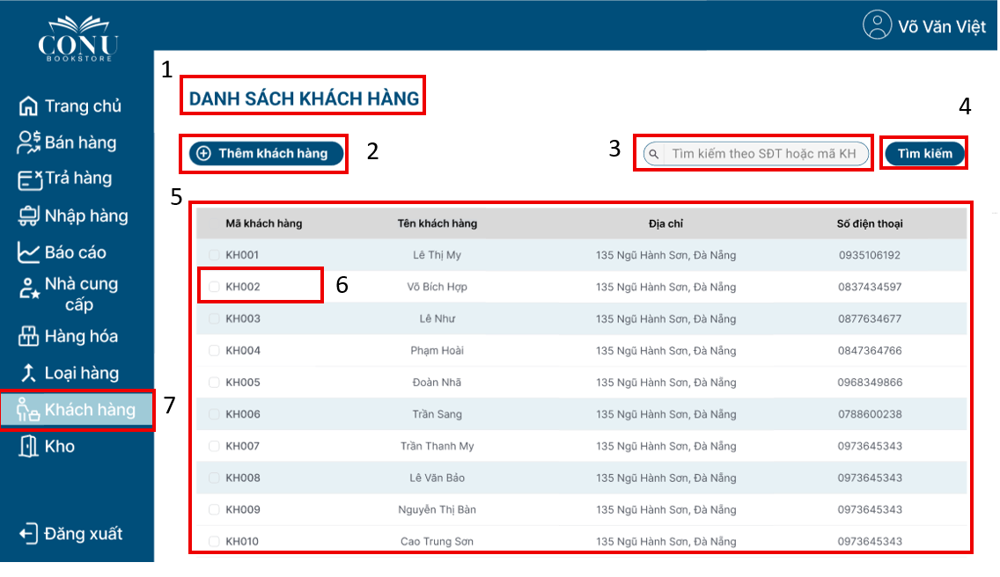 CONU
BOOKSTORE
Võ Văn Việt
Trang chủ
Bán hàng
Trả hàng
Nhập hàng
Báo cáo
Nhà cung
cấp
Hàng hóa
Loại hàng
Khách hàng
7
Kho
Đăng xuất
1
DANH SÁCH KHÁCH HÀNG
Thêm khách hàng
2
3
Tìm kiếm theo SĐT hoặc mã KH
4
Tìm kiếm
5
Mã khách hàng Tên khách hàng Địa chỉ Số điện thoại
KH001 Lê Thị My 135 Ngũ Hành Sơn, Đà Nẵng 0935106192
KH002 6 Võ Bích Hợp 135 Ngũ Hành Sơn, Đà Nẵng 0837434597
KH003 Lê Như 135 Ngũ Hành Sơn, Đà Nẵng 0877634677
KH004 Phạm Hoài 135 Ngũ Hành Sơn, Đà Nẵng 0847364766
KH005 Đoàn Nhã 135 Ngũ Hành Sơn, Đà Nẵng 0968349866
KH006 Trần Sang 135 Ngũ Hành Sơn, Đà Nẵng 0788600238
KH007 Trần Thanh My 135 Ngũ Hành Sơn, Đà Nẵng 0973645343
KH008 Lê Văn Bảo 135 Ngũ Hành Sơn, Đà Nẵng 0973645343
KH009 Nguyễn Thị Bàn 135 Ngũ Hành Sơn, Đà Nẵng 0973645343
KH010 Cao Trung Sơn 135 Ngũ Hành Sơn, Đà Nẵng 0973645343